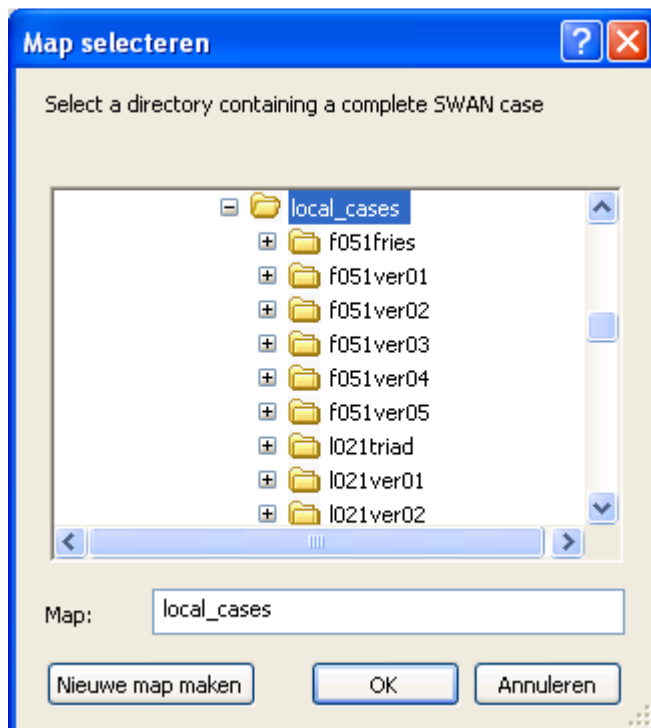 Map selecteren
Select a directory containing a complete SWAN case
local_cases
f051fries
f051ver01
f051ver02
f051ver03
f051ver04
f051ver05
l021triad
l021ver01
l021ver02
Map: local_cases
Nieuwe map maken OK Annuleren